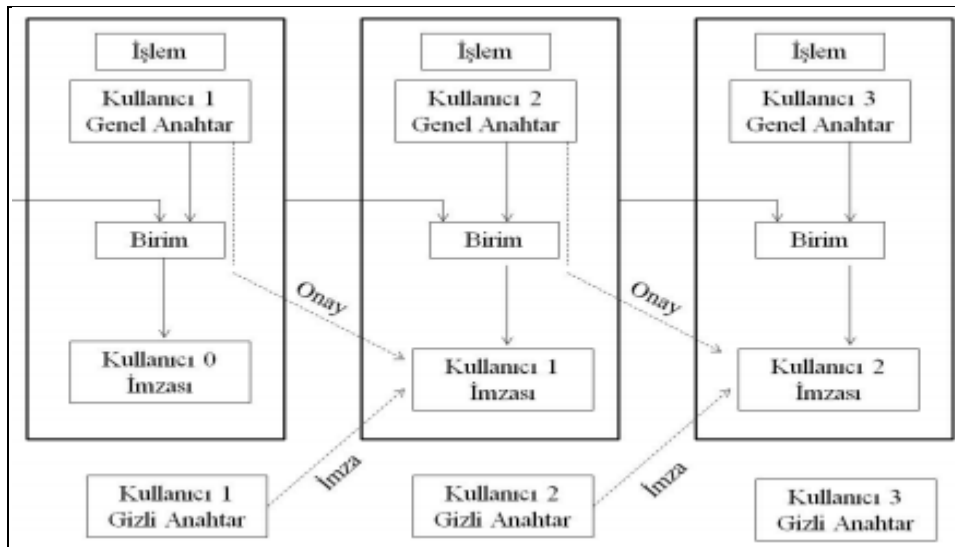 İşlem
Kullanıcı 1
Genel Anahtar
Birim
Kullanıcı 0
İmzası
İşlem
Kullanıcı 2
Genel Anahtar
Birim
Kullanıcı 1
İmzası
İşlem
Kullanıcı 3
Genel Anahtar
Birim
Kullanıcı 2
İmzası
Onay
Onay
İmza
İmza
Kullanıcı 1
Gizli Anahtar
Kullanıcı 2
Gizli Anahtar
Kullanıcı 3
Gizli Anahtar